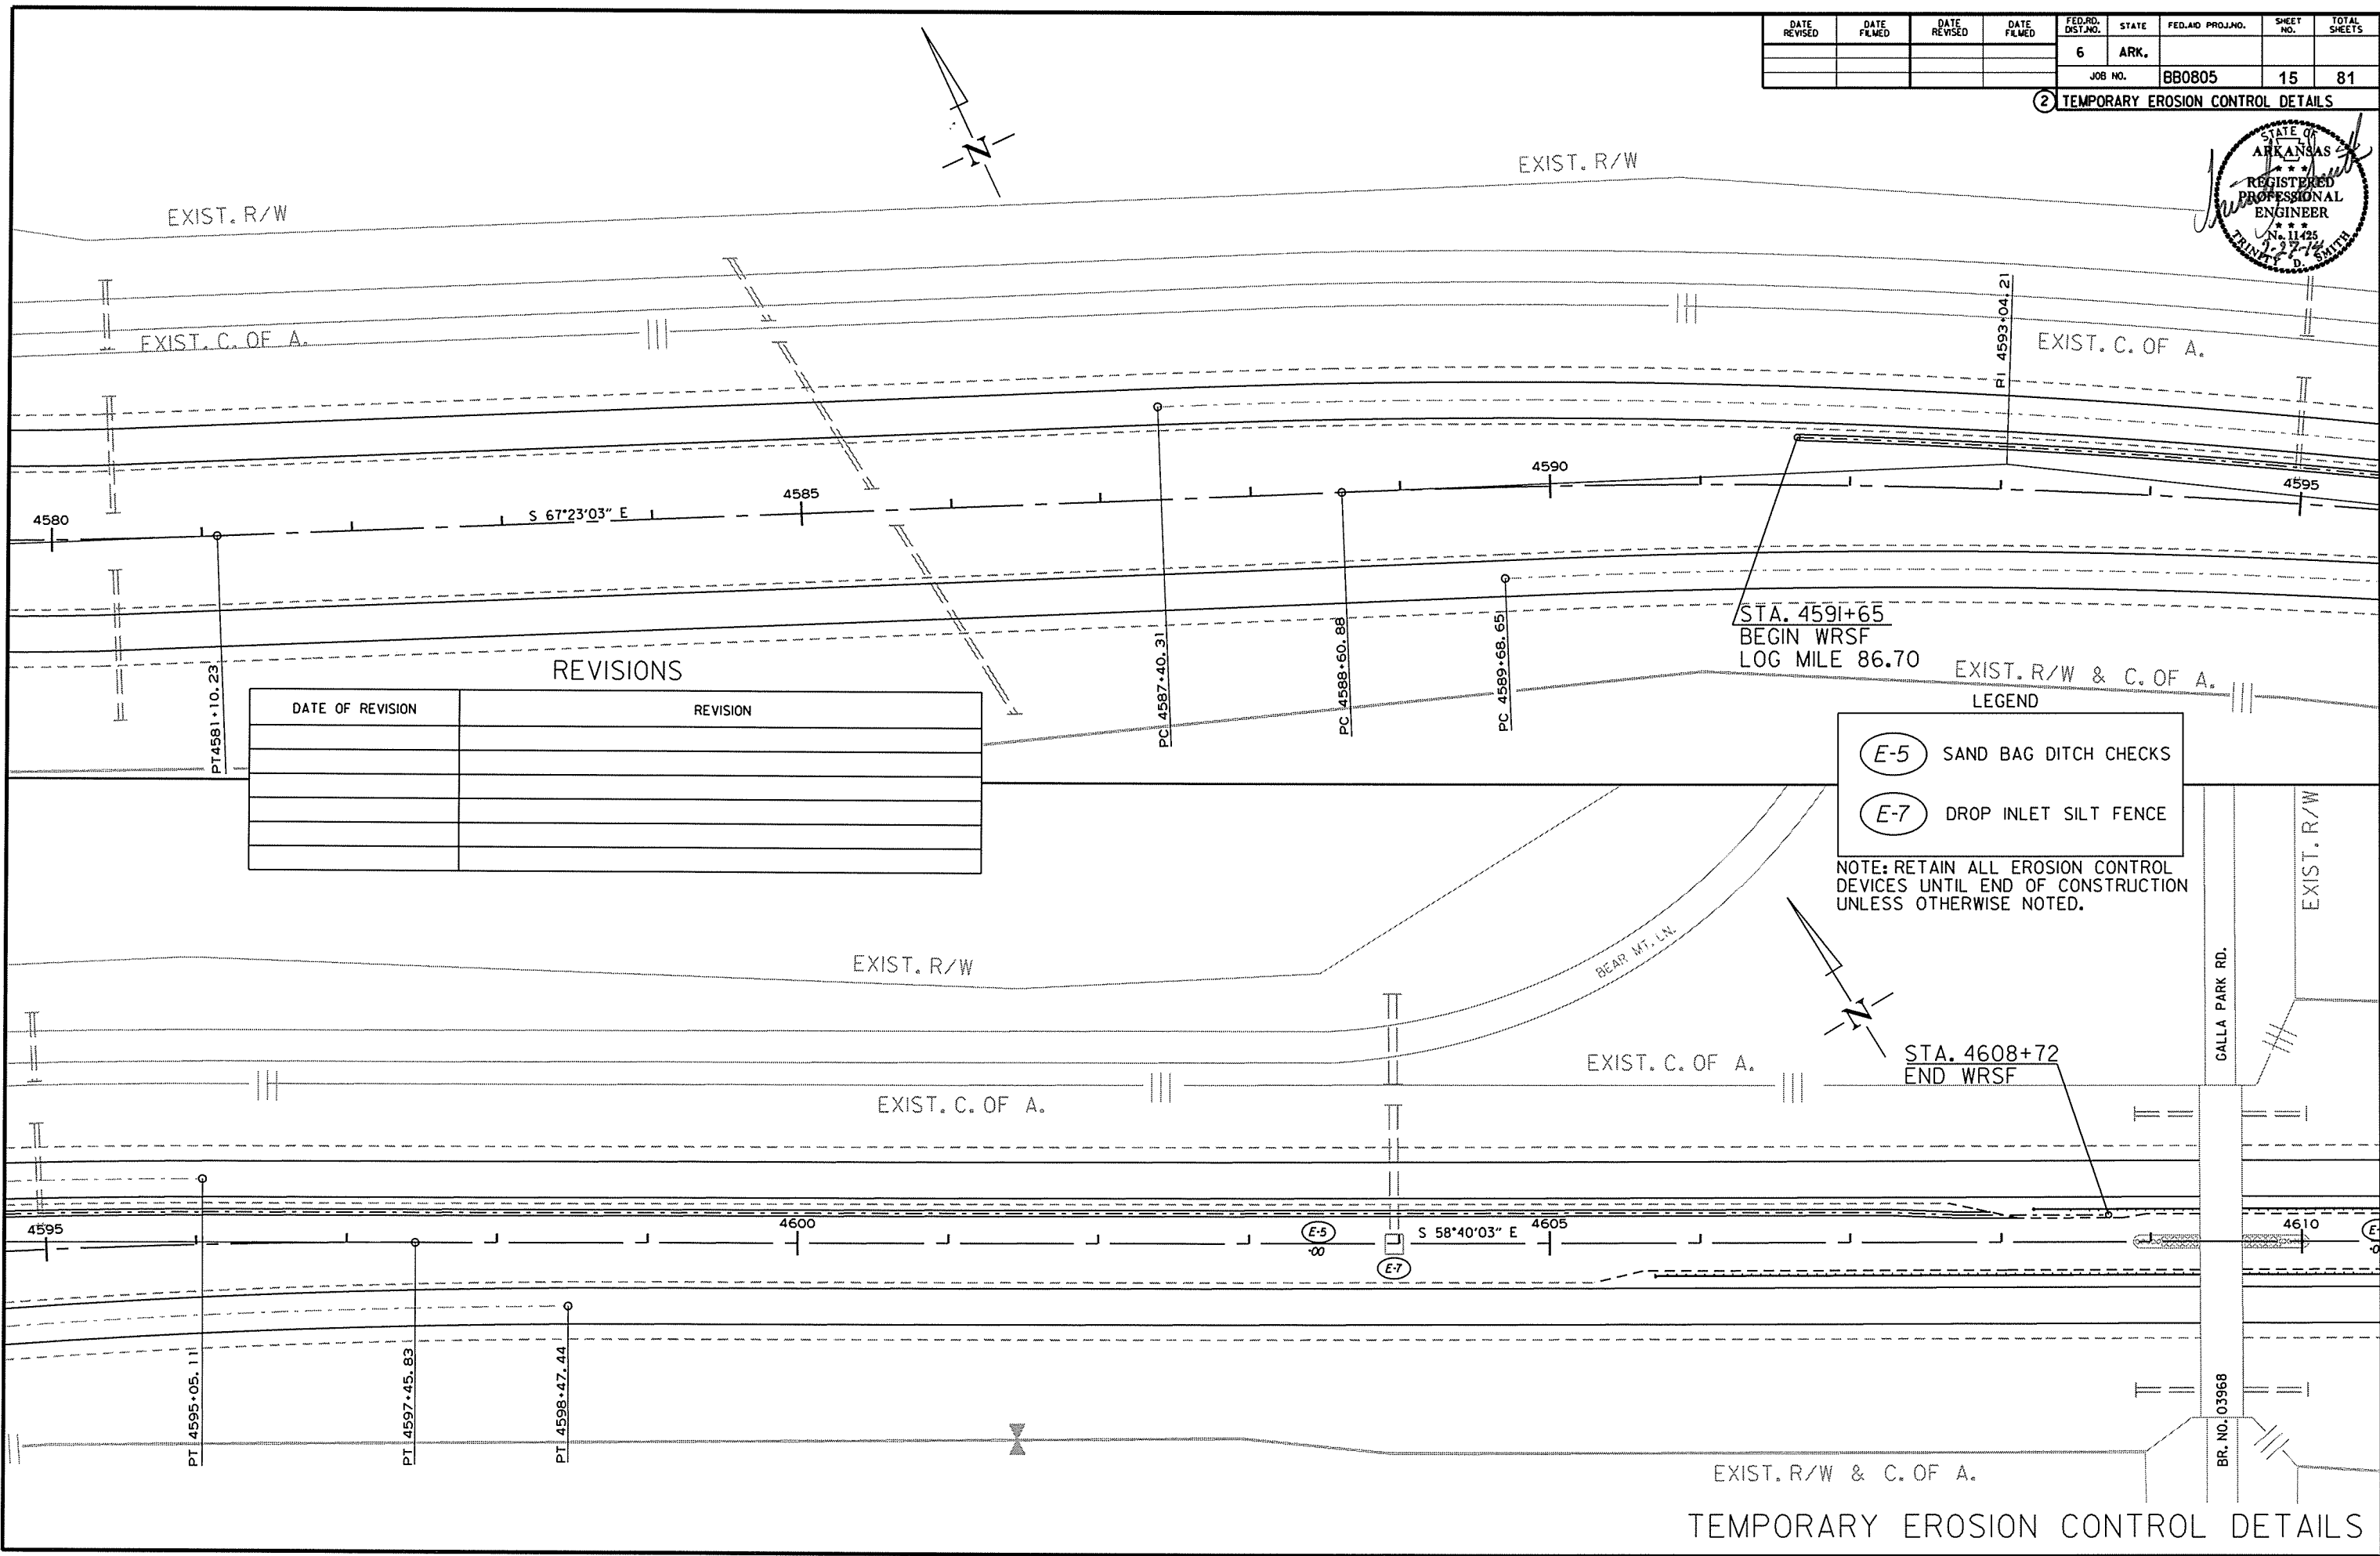 DATE REVISED
DATE FILMED
DATE REVISED
DATE FILMED
FED.RD. DIST.NO.
STATE
FED.AID PROJ.NO.
SHEET NO.
TOTAL SHEETS
6
ARK.
JOB NO.
BB0805
15
81
2 TEMPORARY EROSION CONTROL DETAILS
STATE OF
ARKANSAS
REGISTERED
PROFESSIONAL
ENGINEER
No. 11425
TRINITY D. SMITH
N
EXIST. R/W
EXIST. R/W
EXIST. C. OF A.
EXIST. C. OF A.
PI 4593+04.21
4580
S 67°23'03" E
4585
4590
4595
PT4581+10.23
PC 4587+40.31
PC 4588+60.88
PC 4589+68.65
STA. 4591+65
BEGIN WRSF
LOG MILE 86.70
EXIST. R/W & C. OF A.
REVISIONS
DATE OF REVISION
REVISION
LEGEND
E-5 SAND BAG DITCH CHECKS
E-7 DROP INLET SILT FENCE
NOTE: RETAIN ALL EROSION CONTROL
DEVICES UNTIL END OF CONSTRUCTION
UNLESS OTHERWISE NOTED.
EXIST. R/W
EXIST. R/W
BEAR MT. LN.
N
GALLA PARK RD.
EXIST. C. OF A.
EXIST. C. OF A.
STA. 4608+72
END WRSF
4595
4600
E-5
+00
E-7
S 58°40'03" E
4605
4610
PT 4595+05.11
PT 4597+45.83
PT 4598+47.44
BR. NO. 03968
EXIST. R/W & C. OF A.
TEMPORARY EROSION CONTROL DETAILS